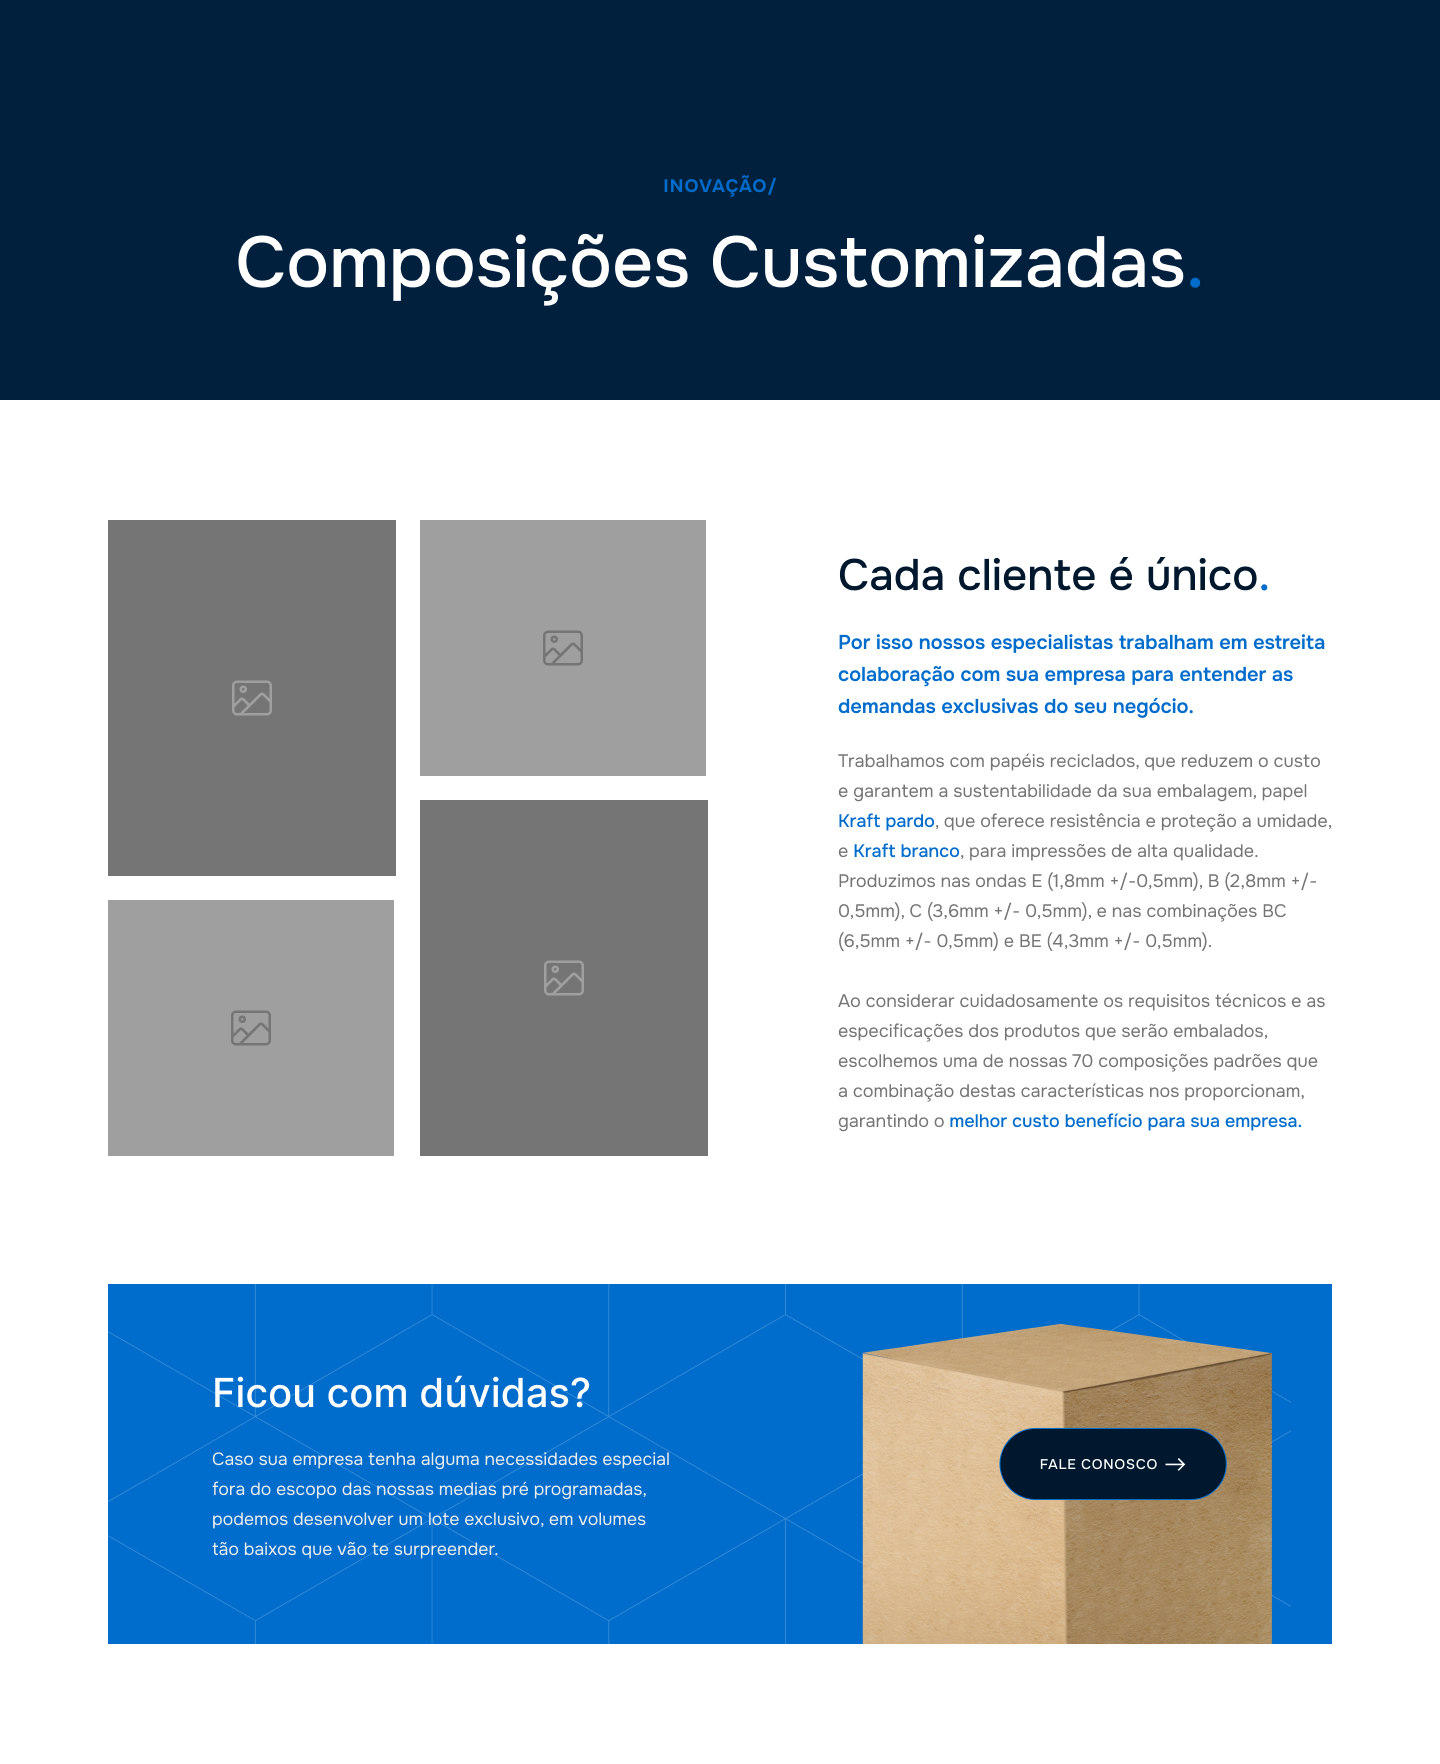 INOVAÇÃO/
Composições Customizadas.
Cada cliente é único.
Por isso nossos especialistas trabalham em estreita
colaboração com sua empresa para entender as
demandas exclusivas do seu negócio.
Trabalhamos com papéis reciclados, que reduzem o custo
e garantem a sustentabilidade da sua embalagem, papel
Kraft pardo, que oferece resistência e proteção a umidade,
e Kraft branco, para impressões de alta qualidade.
Produzimos nas ondas E (1,8mm +/-0,5mm), B (2,8mm +/-
0,5mm), C (3,6mm +/- 0,5mm), e nas combinações BC
(6,5mm +/- 0,5mm) e BE (4,3mm +/- 0,5mm).
Ao considerar cuidadosamente os requisitos técnicos e as
especificações dos produtos que serão embalados,
escolhemos uma de nossas 70 composições padrões que
a combinação destas características nos proporcionam,
garantindo o melhor custo benefício para sua empresa.
Ficou com dúvidas?
Caso sua empresa tenha alguma necessidades especial
fora do escopo das nossas medias pré programadas,
podemos desenvolver um lote exclusivo, em volumes
tão baixos que vão te surpreender.
FALE CONOSCO